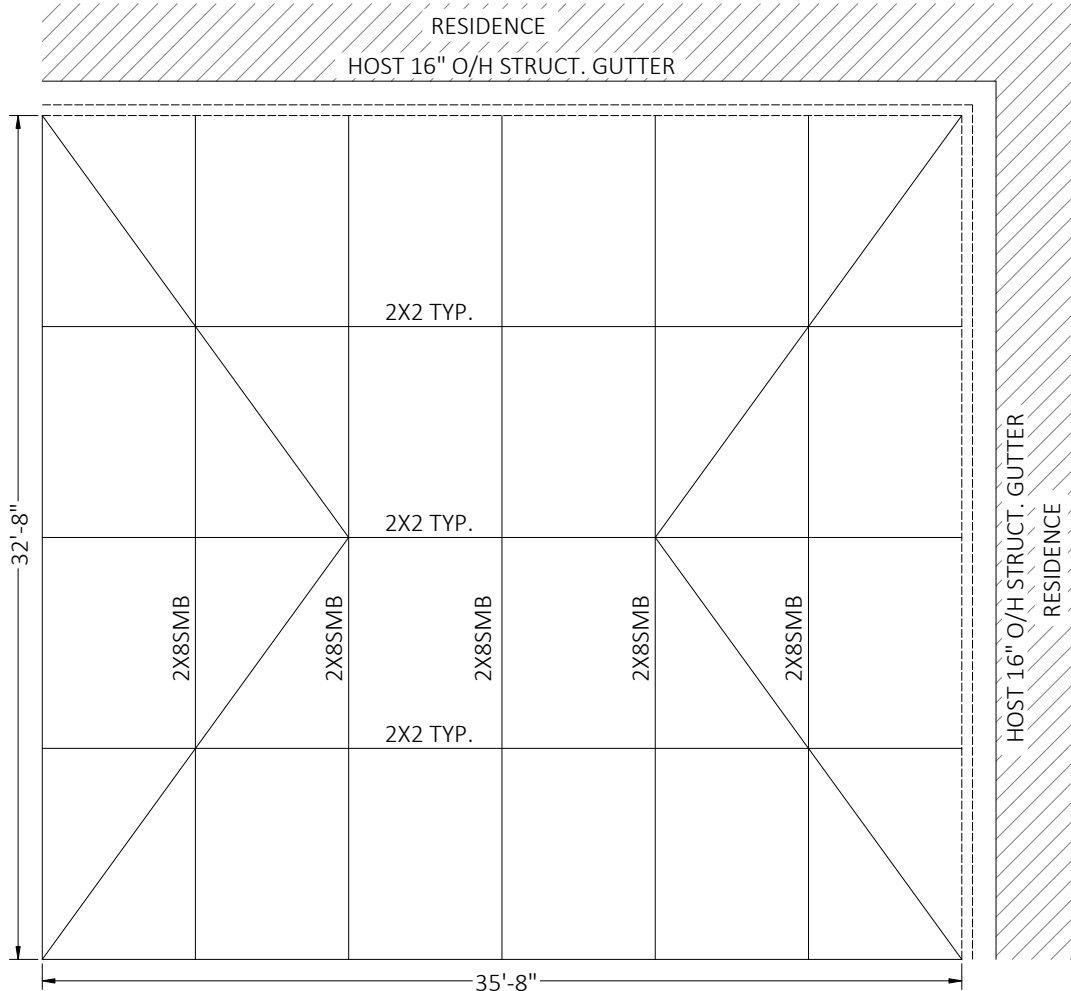 RESIDENCE
HOST 16" O/H STRUCT. GUTTER
2X2 TYP.
2X2 TYP.
32'-8"
2X8SMB
2X8SMB
2X8SMB
2X8SMB
2X8SMB
HOST 16" O/H STRUCT. GUTTER
RESIDENCE
2X2 TYP.
35'-8"